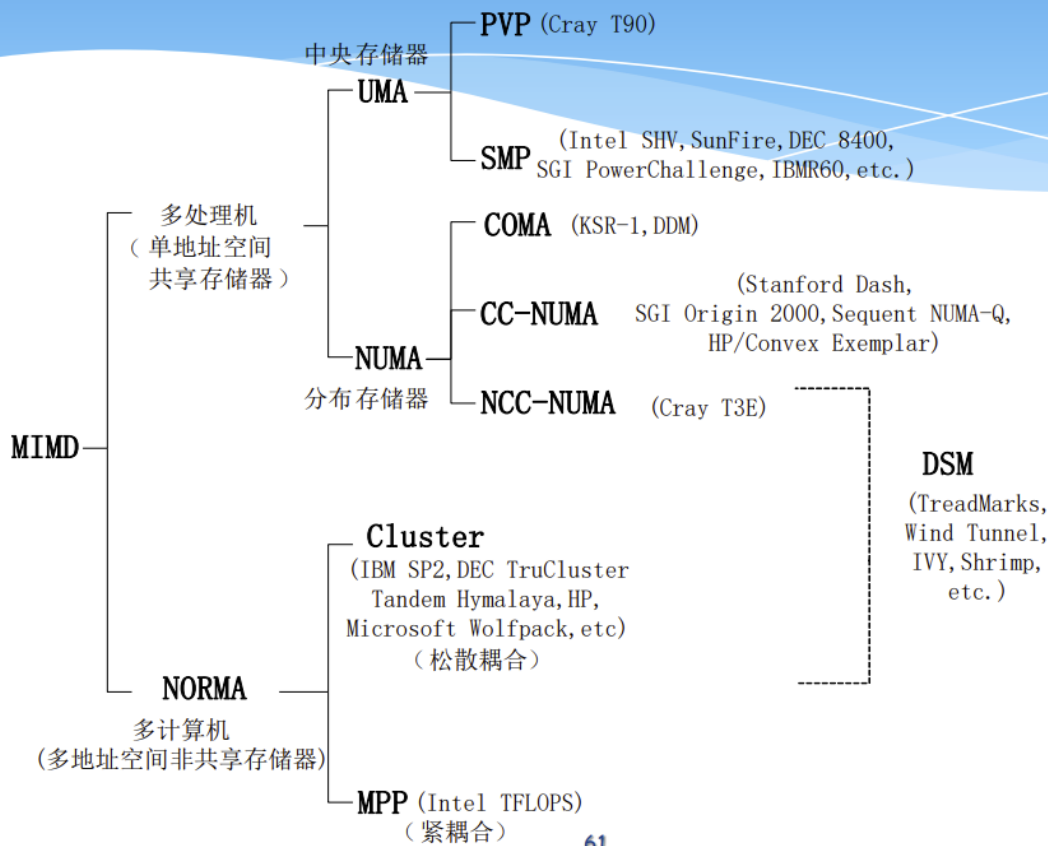 PVP (Cray T90)
中央存储器
UMA
(Intel SHV,SunFire,DEC 8400,
SMP
SGI PowerChallenge,IBMR60,etc.)
多处理机
（单地址空间
共享存储器）
COMA (KSR-1,DDM)
(Stanford Dash,
CC-NUMA
SGI Origin 2000,Sequent NUMA-Q,
HP/Convex Exemplar)
NUMA
分布存储器
NCC-NUMA (Cray T3E)
MIMD
DSM
(TreadMarks,
Wind Tunnel,
IVY,Shrimp,
etc.)
Cluster
(IBM SP2,DEC TruCluster
Tandem Hymalaya,HP,
Microsoft Wolfpack,etc)
（松散耦合）
NORMA
多计算机
(多地址空间非共享存储器)
MPP (Intel TFLOPS)
（紧耦合）
61